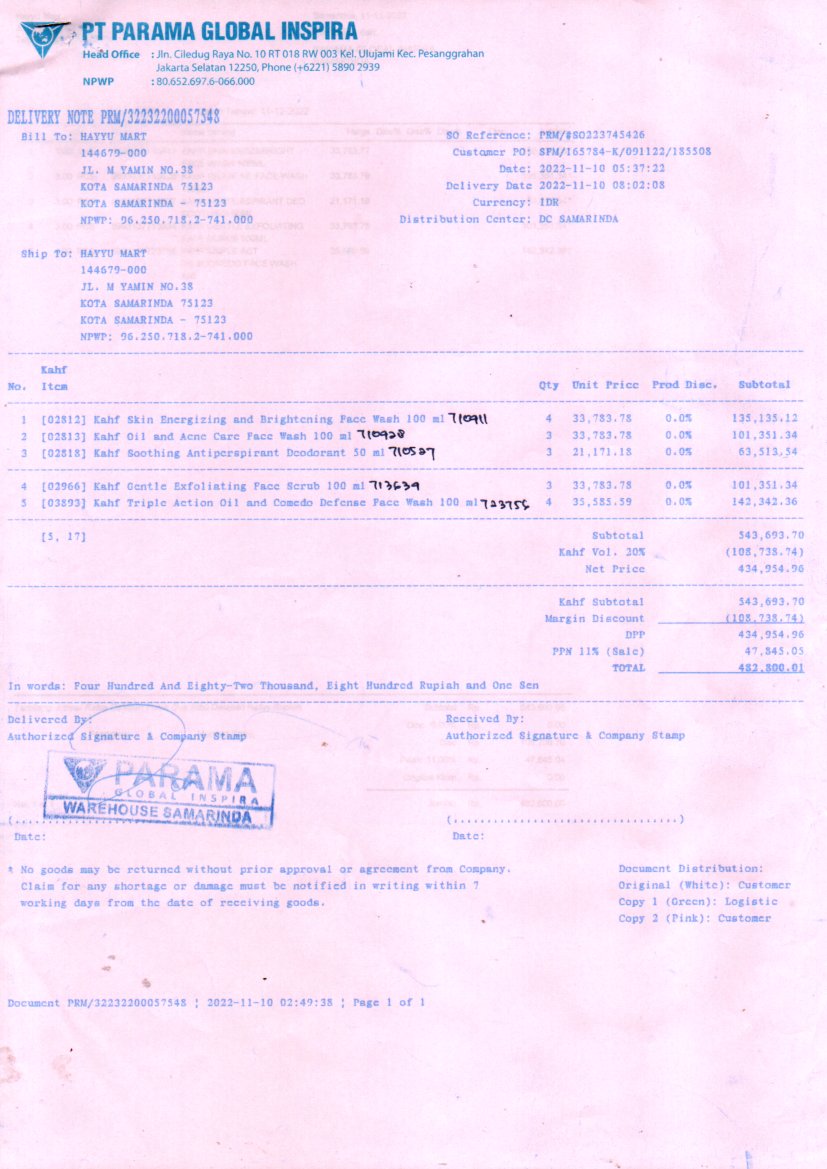 PT PARAMA GLOBAL INSPIRA
Head Office : Jln. Ciledug Raya No. 10 RT 018 RW 003 Kel. Ulujami Kec. Pesanggrahan
Jakarta Selatan 12250, Phone (+6221) 5890 2939
NPWP : 80.652.697.6-066.000
DELIVERY NOTE PRM/32232200057548
Bill To: HAYYU MART
144679-000
JL. M YAMIN NO.38
KOTA SAMARINDA 75123
KOTA SAMARINDA - 75123
NPWP: 96.250.718.2-741.000
SO Reference: PRM/#SO223745426
Customer PO: SFM/165784-K/091122/185508
Date: 2022-11-10 05:37:22
Delivery Date 2022-11-10 08:02:08
Currency: IDR
Distribution Center: DC SAMARINDA
Ship To: HAYYU MART
144679-000
JL. M YAMIN NO.38
KOTA SAMARINDA 75123
KOTA SAMARINDA - 75123
NPWP: 96.250.718.2-741.000
Kahf
No. Item Qty Unit Price Prod Disc. Subtotal
1 [02812] Kahf Skin Energizing and Brightening Face Wash 100 ml 710911 4 33,783.78 0.0% 135,135.12
2 [02813] Kahf Oil and Acne Care Face Wash 100 ml 710928 3 33,783.78 0.0% 101,351.34
3 [02818] Kahf Soothing Antiperspirant Deodorant 50 ml 710527 3 21,171.18 0.0% 63,513.54
4 [02966] Kahf Gentle Exfoliating Face Scrub 100 ml 713639 3 33,783.78 0.0% 101,351.34
5 [03893] Kahf Triple Action Oil and Comedo Defense Face Wash 100 ml 723756 4 35,585.59 0.0% 142,342.36
[5, 17] Subtotal 543,693.70
Kahf Vol. 20% (108,738.74)
Net Price 434,954.96
Kahf Subtotal 543,693.70
Margin Discount (108,738.74)
DPP 434,954.96
PPN 11% (Sale) 47,845.05
TOTAL 482,800.01
In words: Four Hundred And Eighty-Two Thousand, Eight Hundred Rupiah and One Sen
Delivered By:
Authorized Signature & Company Stamp
Received By:
Authorized Signature & Company Stamp
PARAMA
GLOBAL INSPIRA
WAREHOUSE SAMARINDA
Date:
(.................................)
Date:
* No goods may be returned without prior approval or agreement from Company.
Claim for any shortage or damage must be notified in writing within 7
working days from the date of receiving goods.
Document Distribution:
Original (White): Customer
Copy 1 (Green): Logistic
Copy 2 (Pink): Customer
Document PRM/32232200057548 ¦ 2022-11-10 02:49:38 ¦ Page 1 of 1